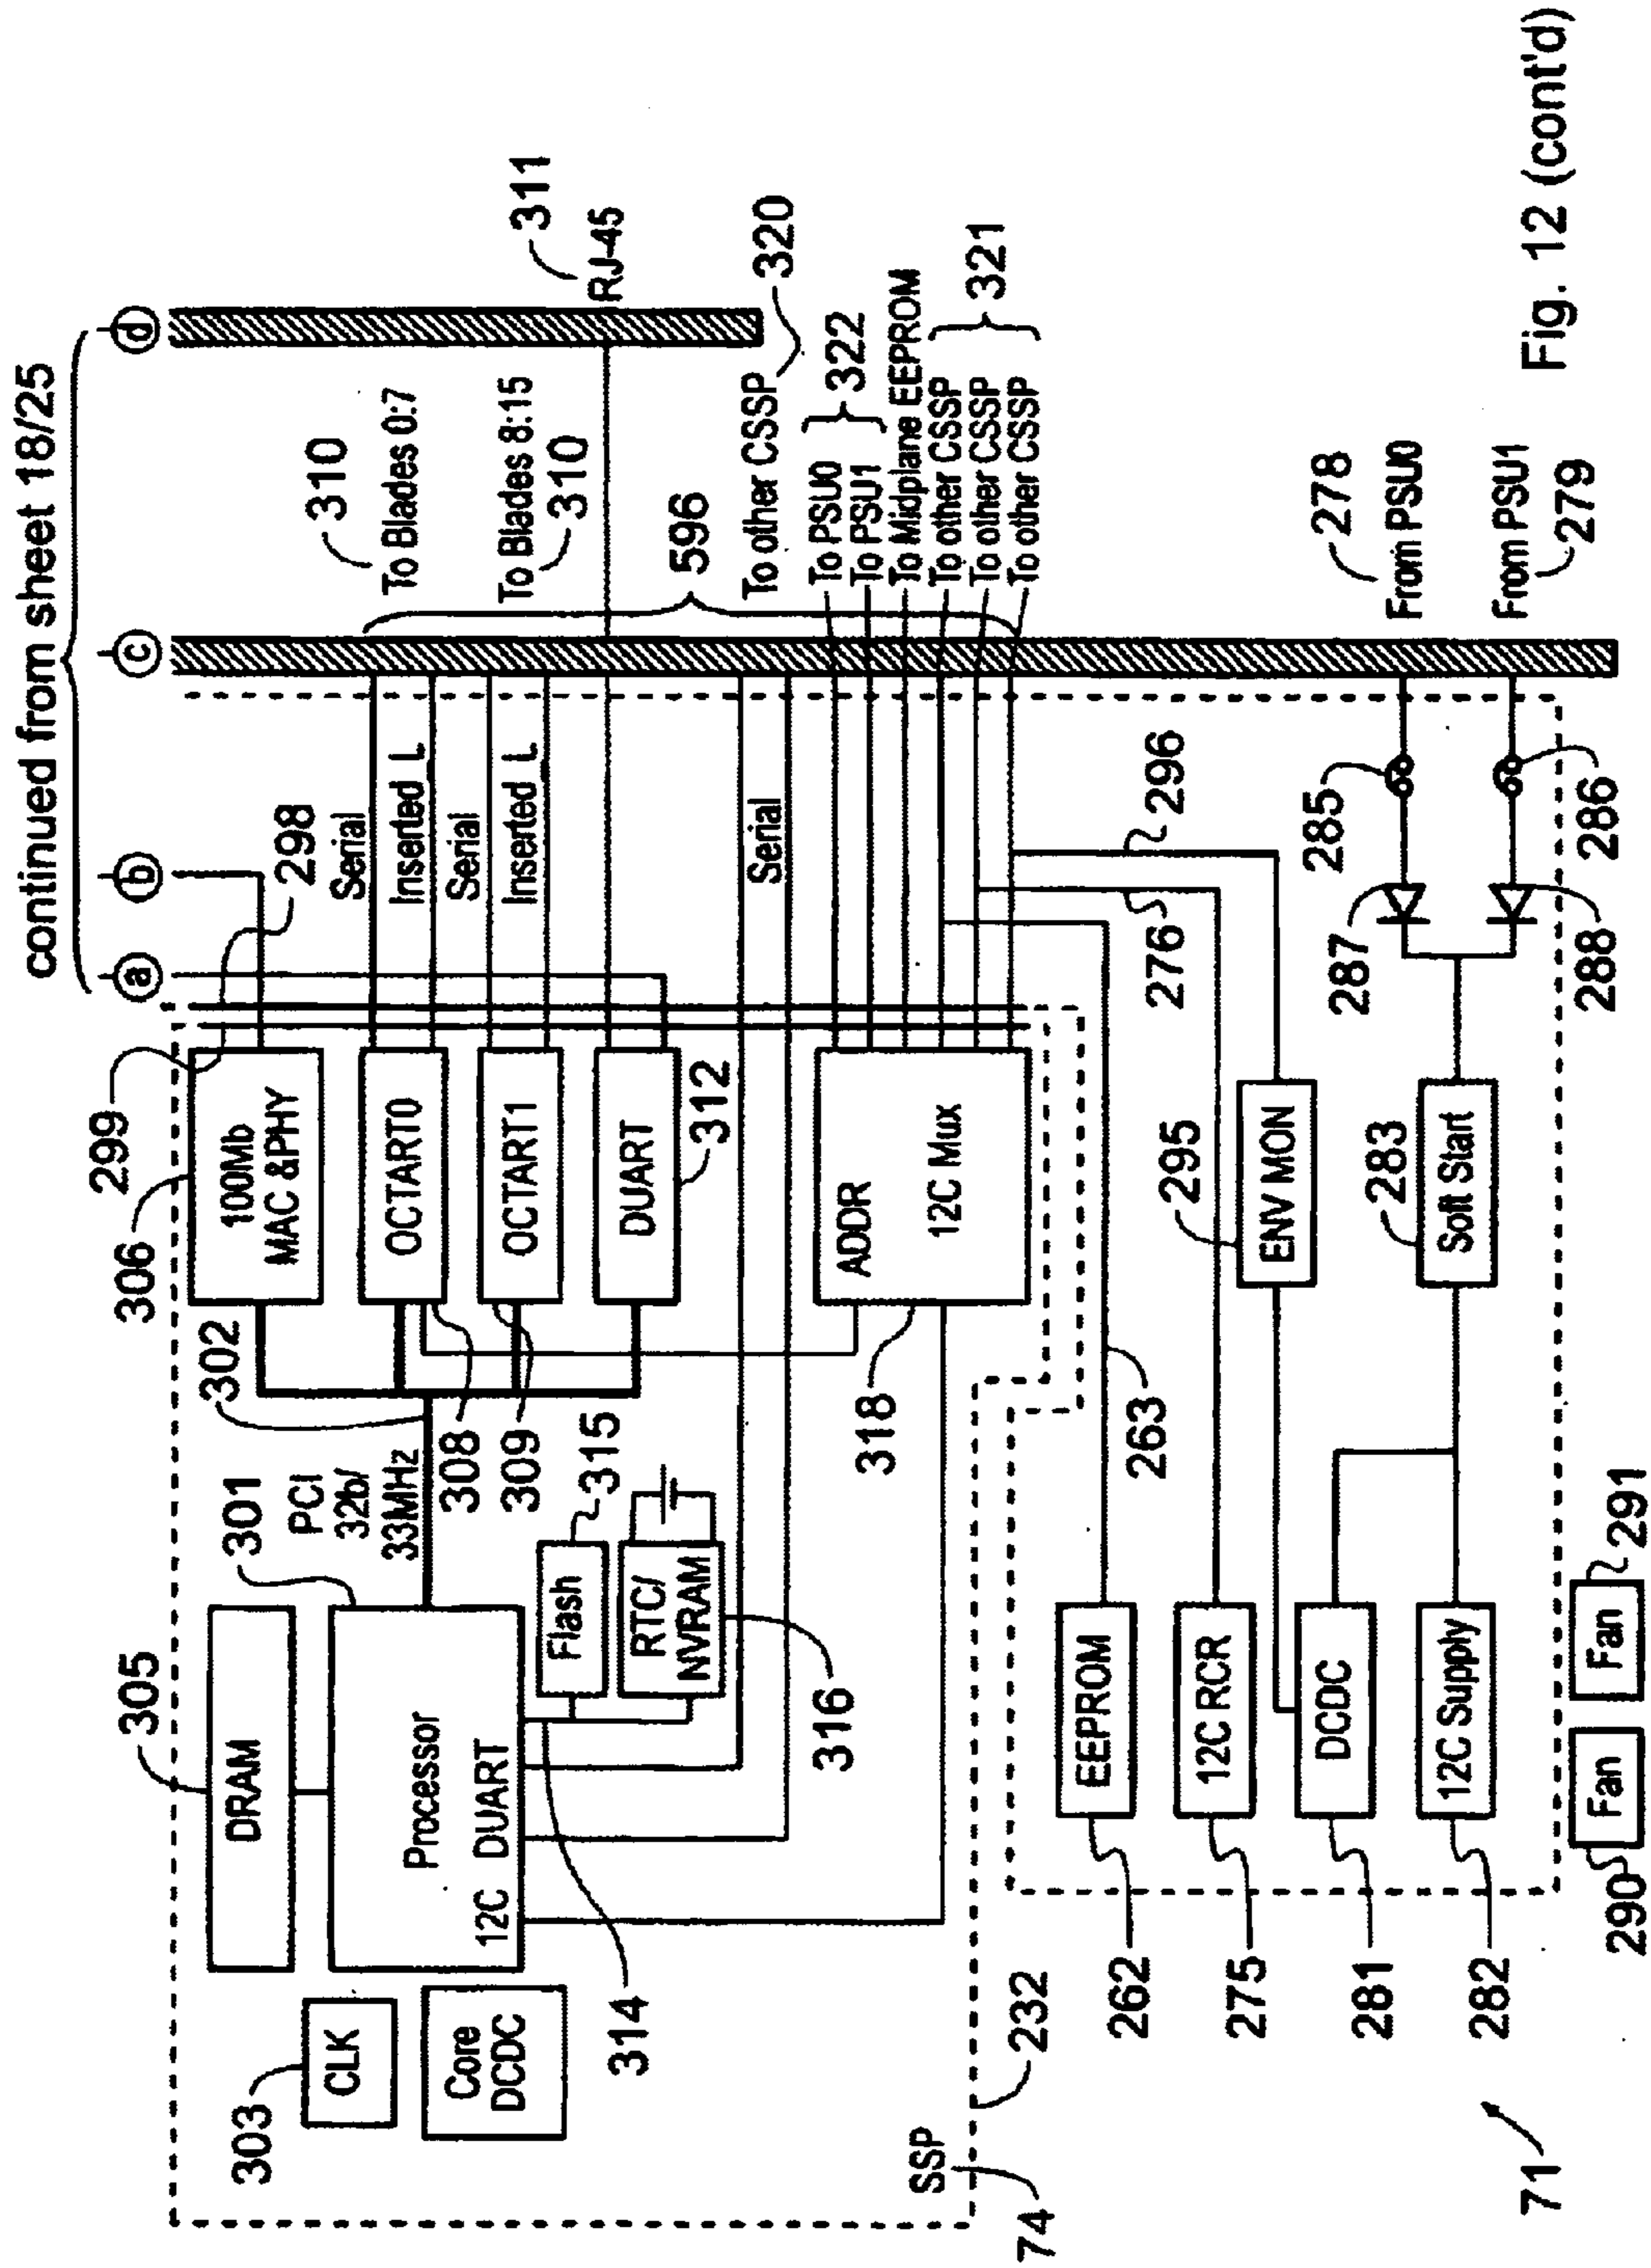 continued from sheet 18/25
a
b
c
d
299
298
306
100Mb
MAC &PHY
302
OCTART0
OCTART1
DUART
312
308
309
Serial
Inserted_L
Serial
Inserted_L
Serial
310
To Blades 0:7
To Blades 8:15
310
596
311
RJ-45
To other CSSP
320
To PSU0
To PSU1
322
To Midplane EEPROM
To other CSSP
To other CSSP
To other CSSP
321
305
DRAM
301
PCI
32b/
33MHz
Processor
12C DUART
303
CLK
Core
DCDC
Flash
315
RTC/
NVRAM
316
314
ADDR
12C Mux
318
SSP
74
232
263
276
296
EEPROM
262
12C RCR
275
DCDC
281
12C Supply
282
295
ENV MON
283
Soft Start
287
288
285
286
278
From PSU0
From PSU1
279
290
Fan
Fan
291
71
Fig. 12 (cont'd)